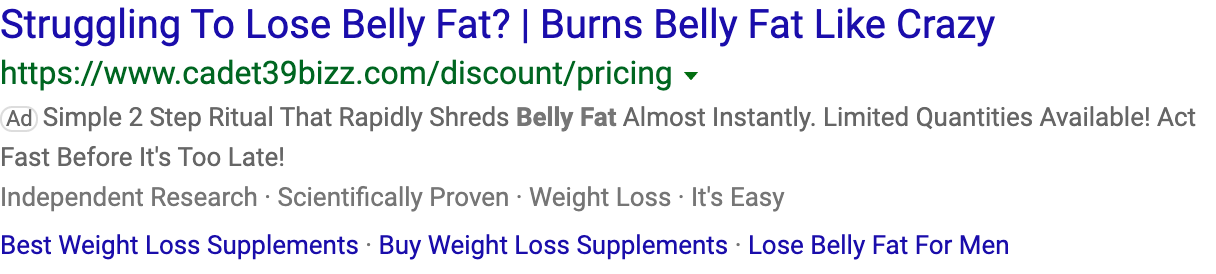 Struggling To Lose Belly Fat? | Burns Belly Fat Like Crazy
https://www.cadet39bizz.com/discount/pricing
Ad Simple 2 Step Ritual That Rapidly Shreds Belly Fat Almost Instantly. Limited Quantities Available! Act
Fast Before It's Too Late!
Independent Research · Scientifically Proven · Weight Loss · It's Easy
Best Weight Loss Supplements · Buy Weight Loss Supplements · Lose Belly Fat For Men